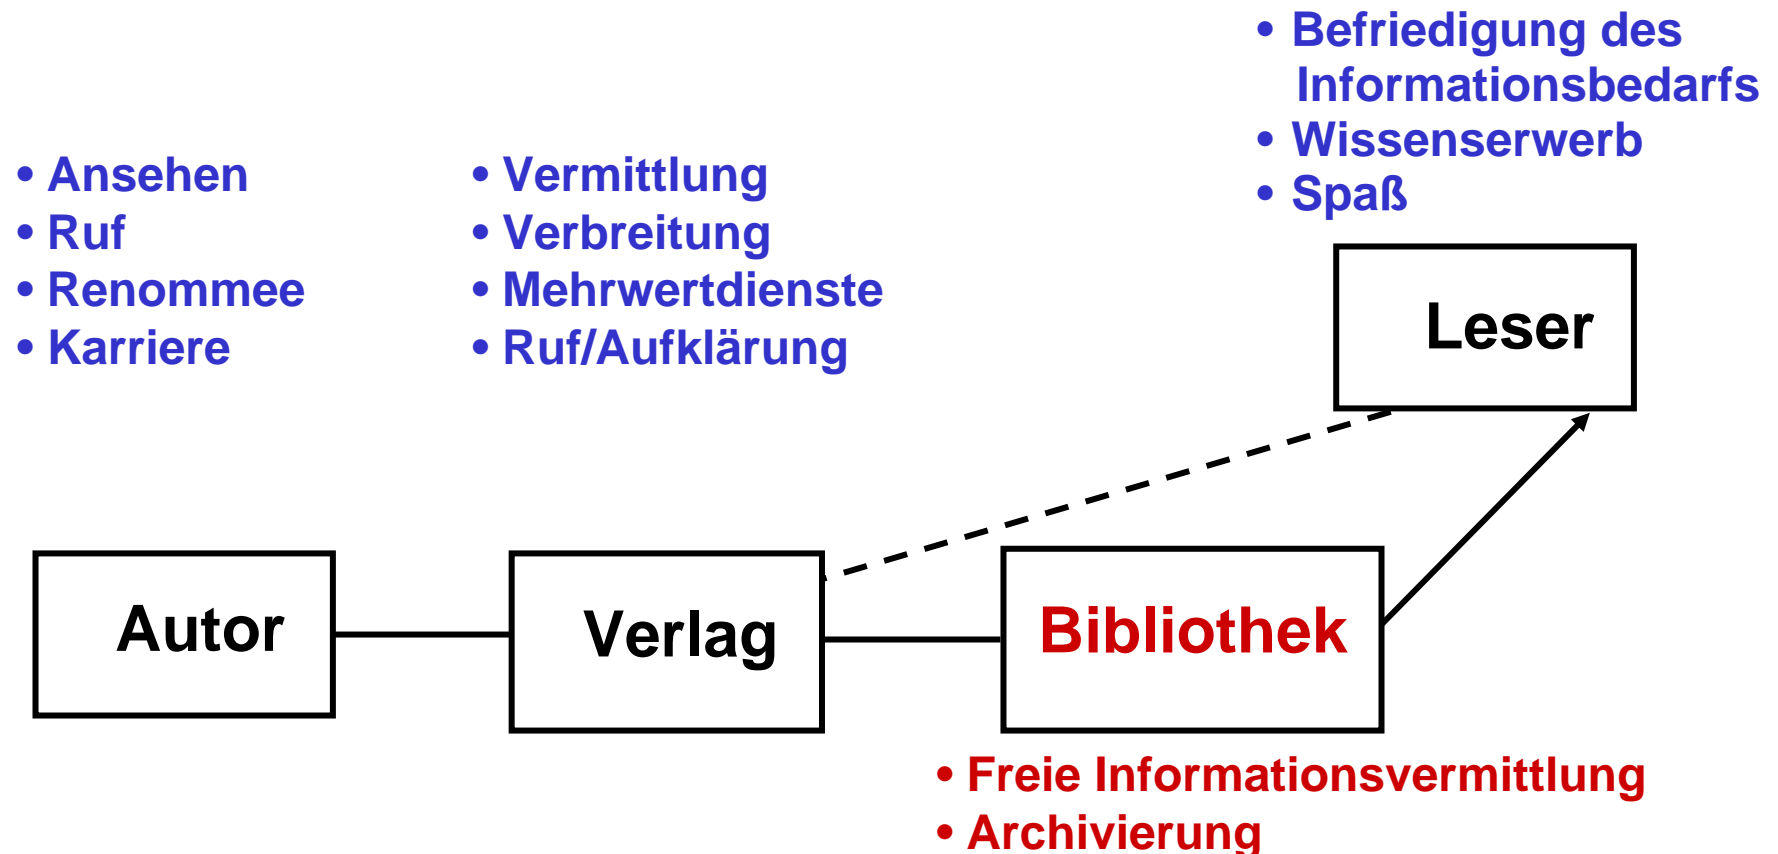 • Befriedigung des
Informationsbedarfs
• Wissenserwerb
• Spaß
• Ansehen
• Ruf
• Renommee
• Karriere
• Vermittlung
• Verbreitung
• Mehrwertdienste
• Ruf/Aufklärung
Leser
Autor
Verlag
Bibliothek
• Freie Informationsvermittlung
• Archivierung